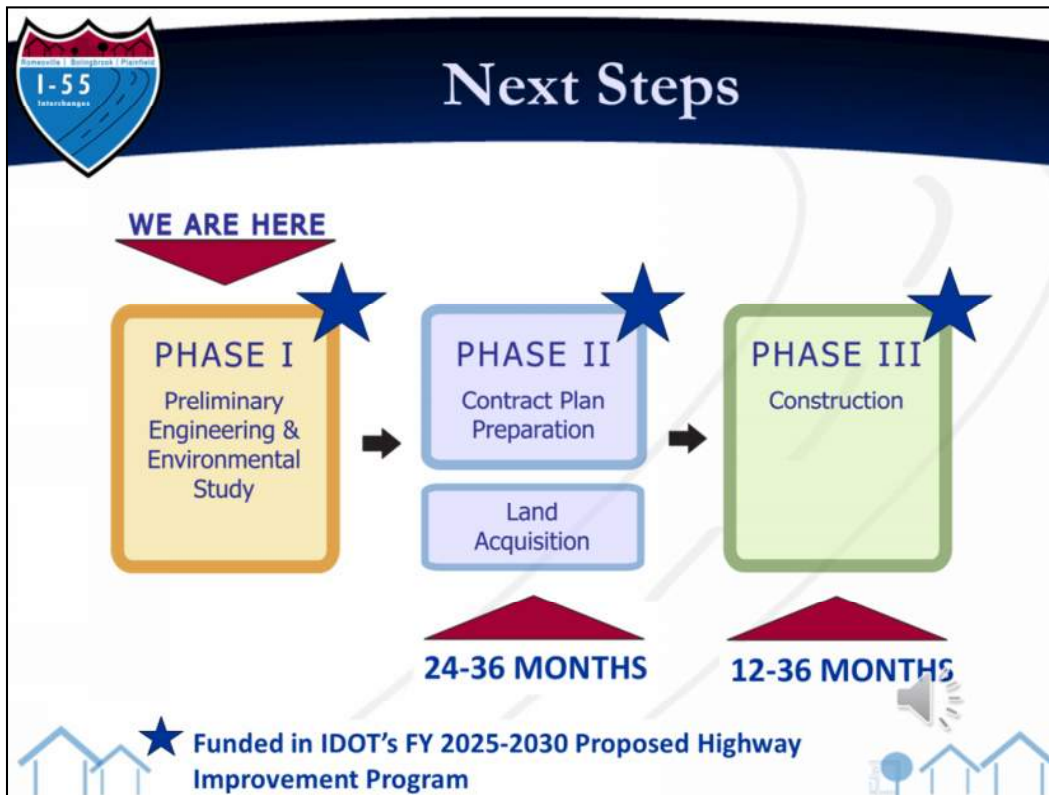 Romeoville | Bolingbrook | Plainfield
I-55
Interchanges
Next Steps
WE ARE HERE
PHASE I
Preliminary
Engineering &
Environmental
Study
PHASE II
Contract Plan
Preparation
Land
Acquisition
PHASE III
Construction
24-36 MONTHS
12-36 MONTHS
Funded in IDOT's FY 2025-2030 Proposed Highway
Improvement Program